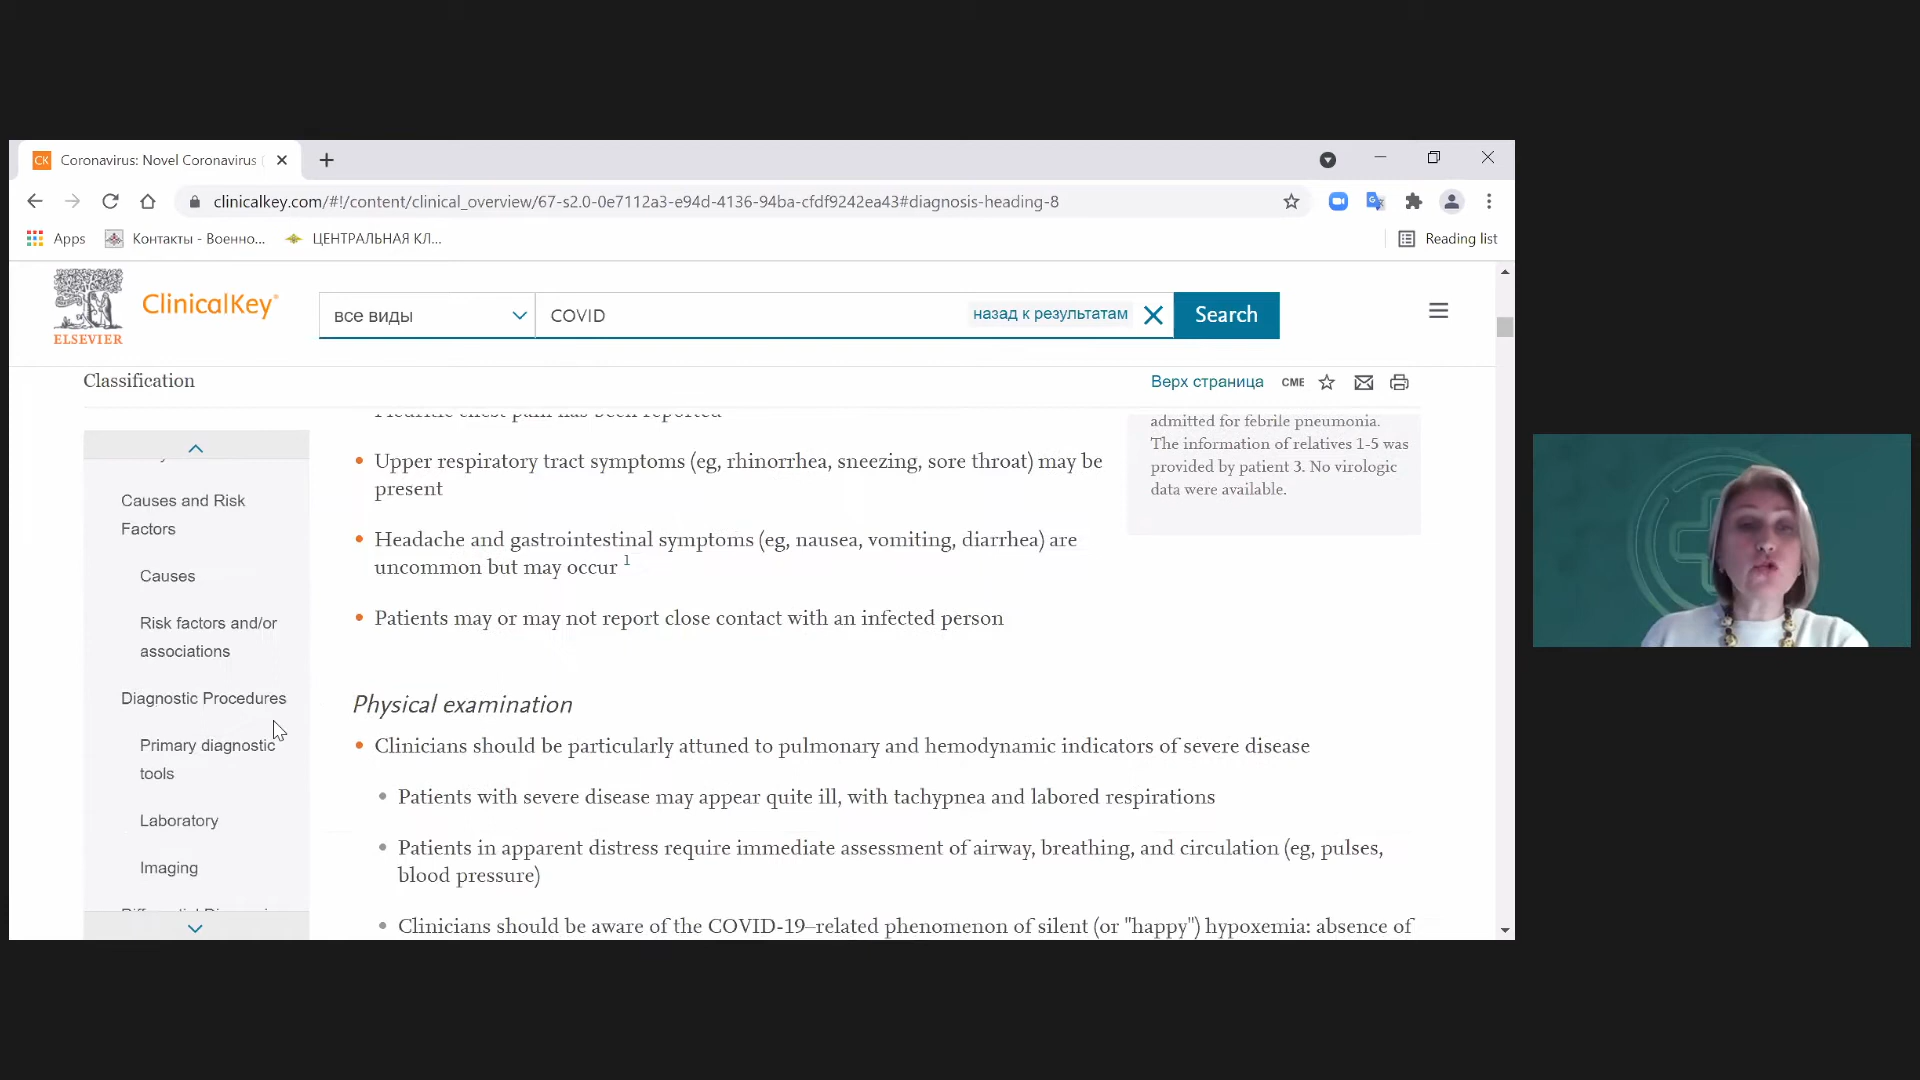 CK Coronavirus: Novel Coronavirus
clinicalkey.com/#!/content/clinical_overview/67-s2.0-0e7112a3-e94d-4136-94ba-cfdf9242ea43#diagnosis-heading-8
Apps Контакты - Военно... ЦЕНТРАЛЬНАЯ КЛ... Reading list
ELSEVIER ClinicalKey все виды COVID назад к результатам Search
Classification Верх страница CME
Pleuritic chest pain has been reported
Upper respiratory tract symptoms (eg, rhinorrhea, sneezing, sore throat) may be
present
Headache and gastrointestinal symptoms (eg, nausea, vomiting, diarrhea) are
uncommon but may occur 1
Patients may or may not report close contact with an infected person
Physical examination
Clinicians should be particularly attuned to pulmonary and hemodynamic indicators of severe disease
Patients with severe disease may appear quite ill, with tachypnea and labored respirations
Patients in apparent distress require immediate assessment of airway, breathing, and circulation (eg, pulses,
blood pressure)
Clinicians should be aware of the COVID-19–related phenomenon of silent (or "happy") hypoxemia: absence of
admitted for febrile pneumonia.
The information of relatives 1-5 was
provided by patient 3. No virologic
data were available.
Causes and Risk
Factors
Causes
Risk factors and/or
associations
Diagnostic Procedures
Primary diagnostic
tools
Laboratory
Imaging